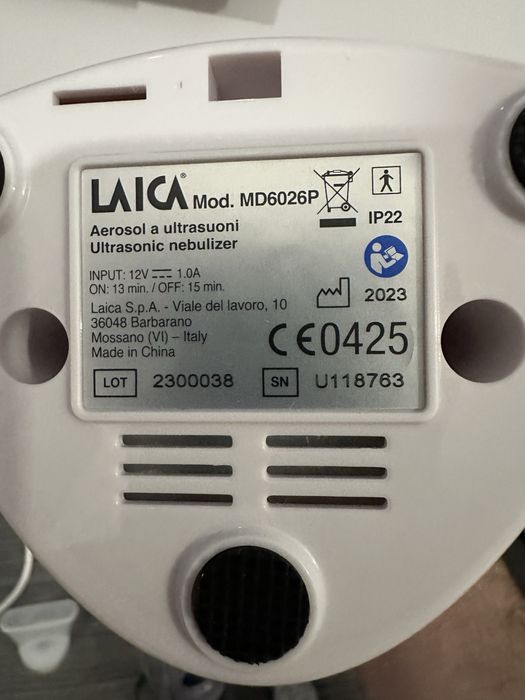 LAICA® Mod. MD6026P
Aerosol a ultrasuoni
Ultrasonic nebulizer
IP22
INPUT: 12V ⎓ 1.0A
ON: 13 min. / OFF: 15 min.
2023
Laica S.p.A. - Viale del lavoro, 10
36048 Barbarano
Mossano (VI) – Italy
Made in China
CE0425
LOT 2300038 SN U118763